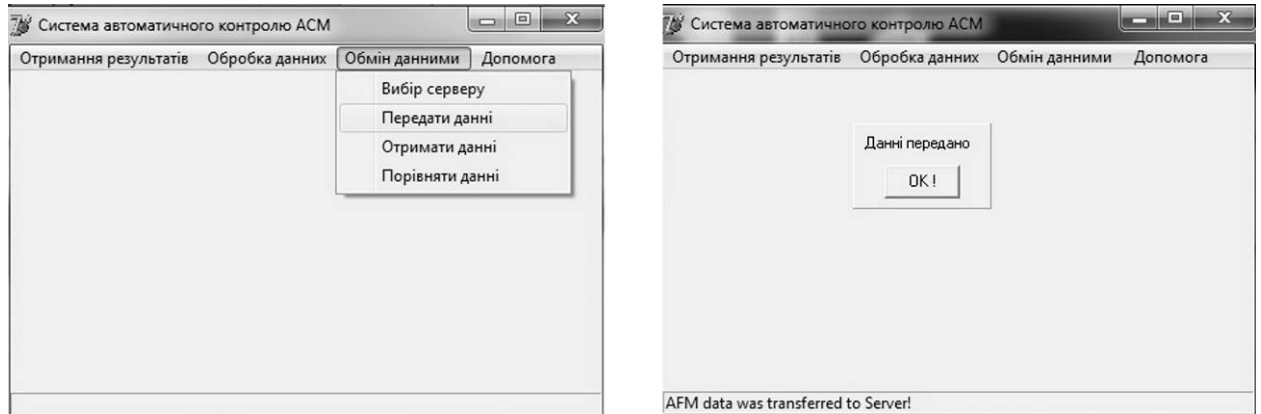 Система автоматичного контролю АСМ
Отримання результатів Обробка данних Обмін данними Допомога
Вибір серверу
Передати данні
Отримати данні
Порівняти данні
Система автоматичного контролю АСМ
Отримання результатів Обробка данних Обмін данними Допомога
Данні передано
OK !
AFM data was transferred to Server!